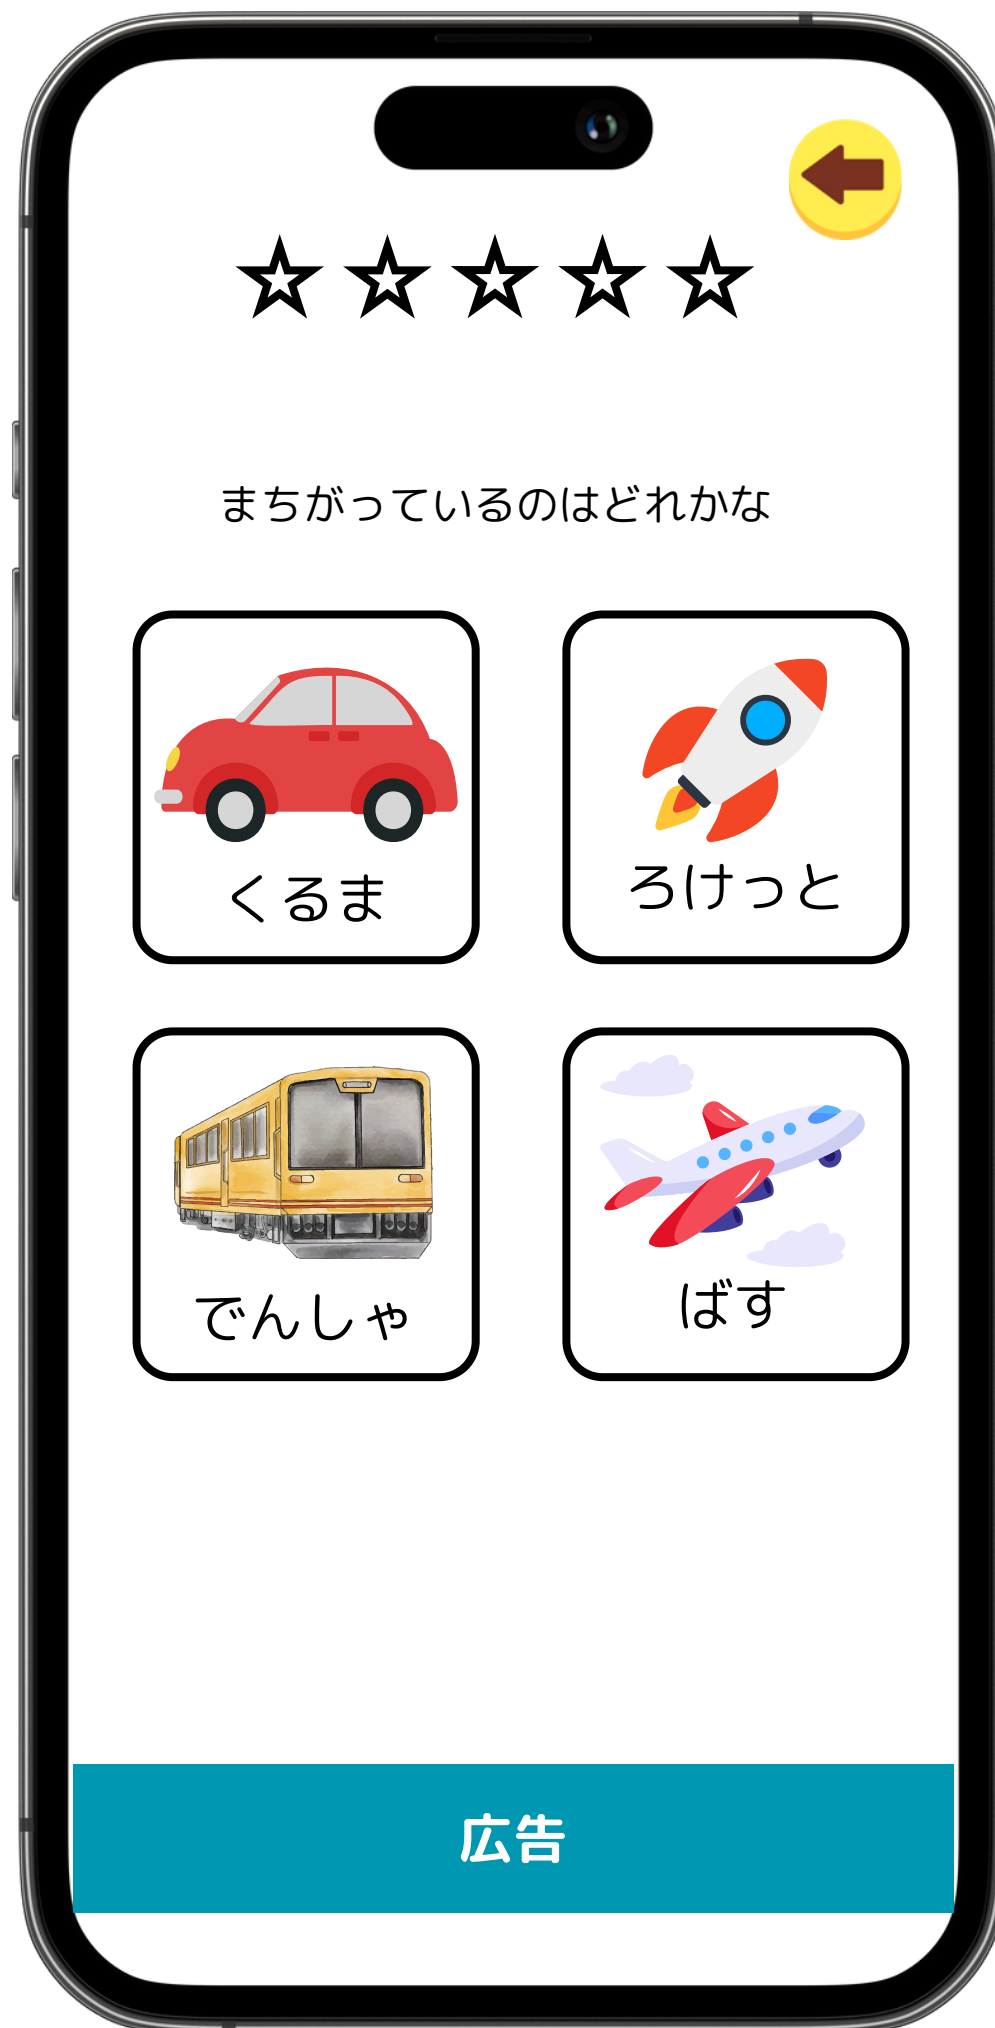 まちがっているのはどれかな
くるま
ろけっと
でんしゃ
ばす
広告